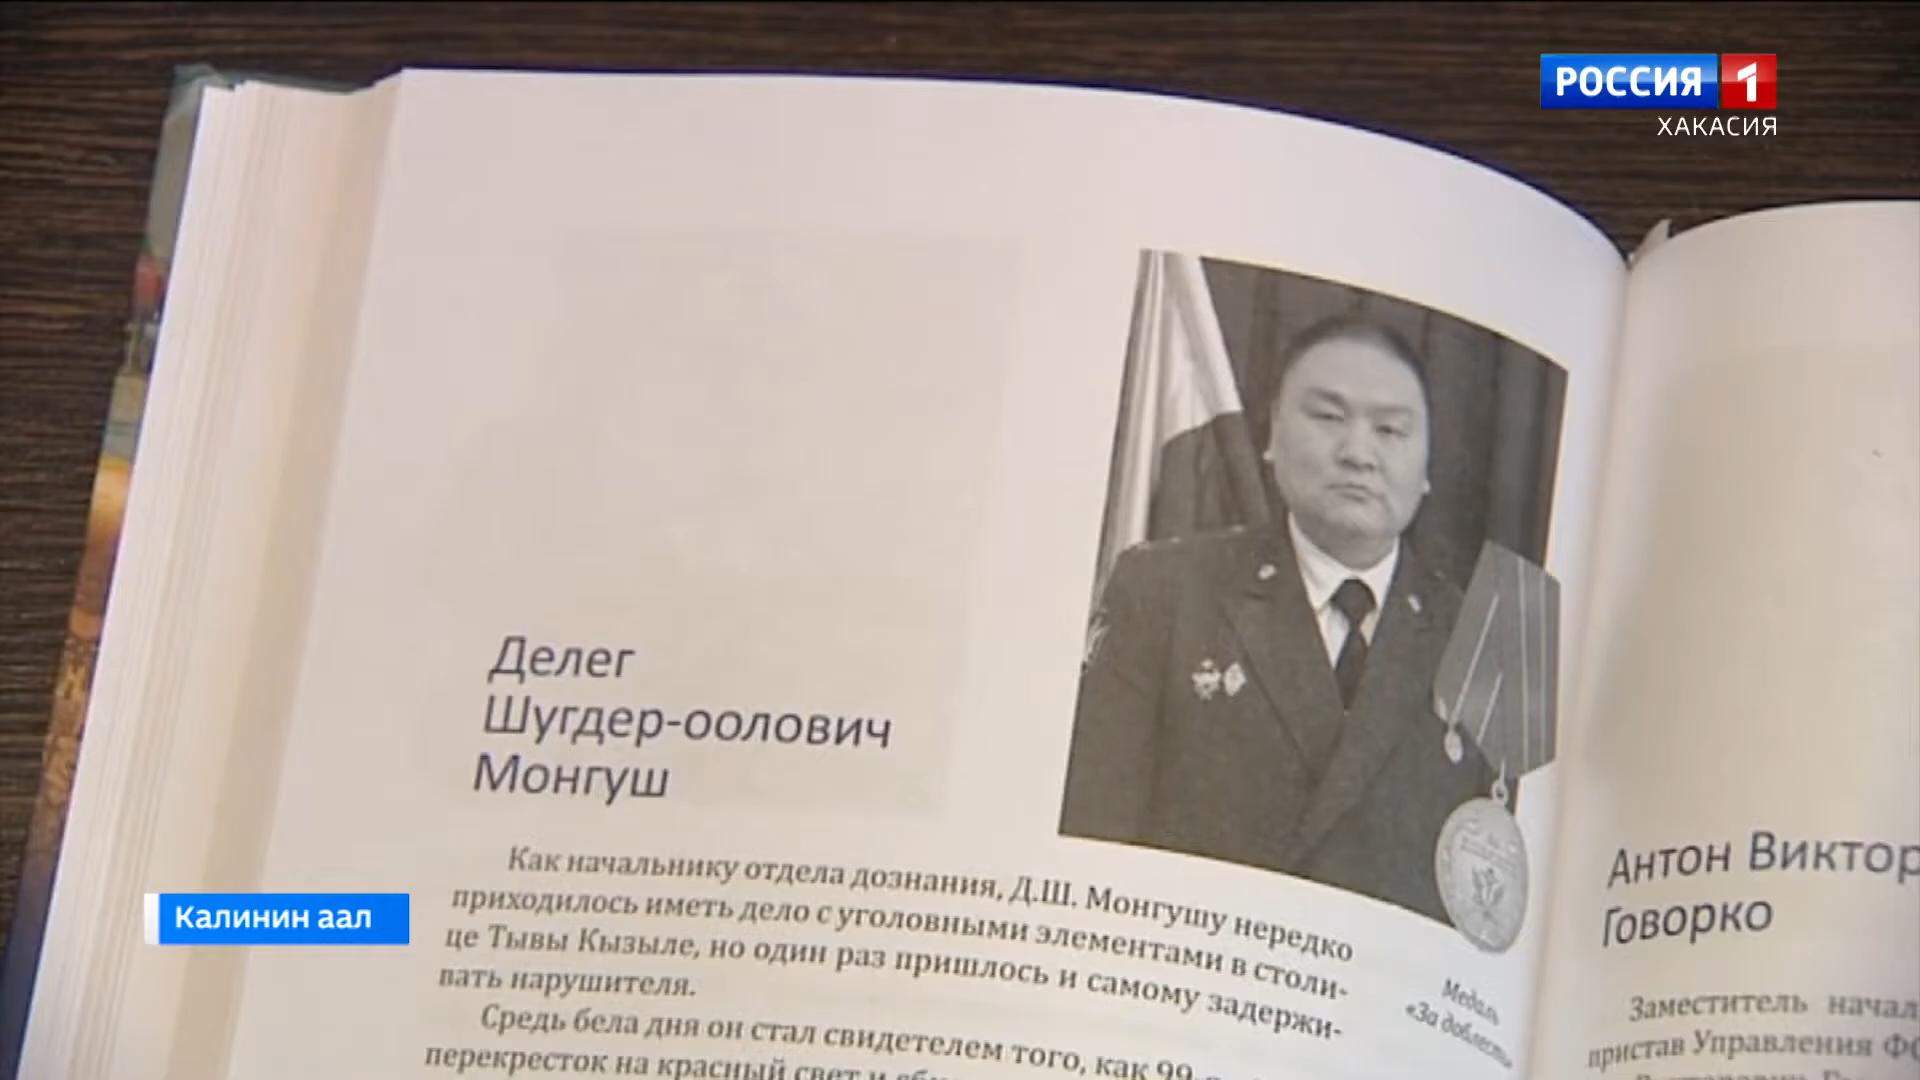 РОССИЯ 1
ХАКАСИЯ
Делег
Шугдер-оолович
Монгуш
Как начальнику отдела дознания, Д.Ш. Монгушу нередко
приходилось иметь дело с уголовными элементами в столи-
це Тывы Кызыле, но один раз пришлось и самому задержи-
вать нарушителя.
Средь бела дня он стал свидетелем того, как 99-
перекресток на красный свет и
Медаль
«За доблесть»
Антон Виктор
Говорко
Заместитель начал
пристав Управления
Калинин аал